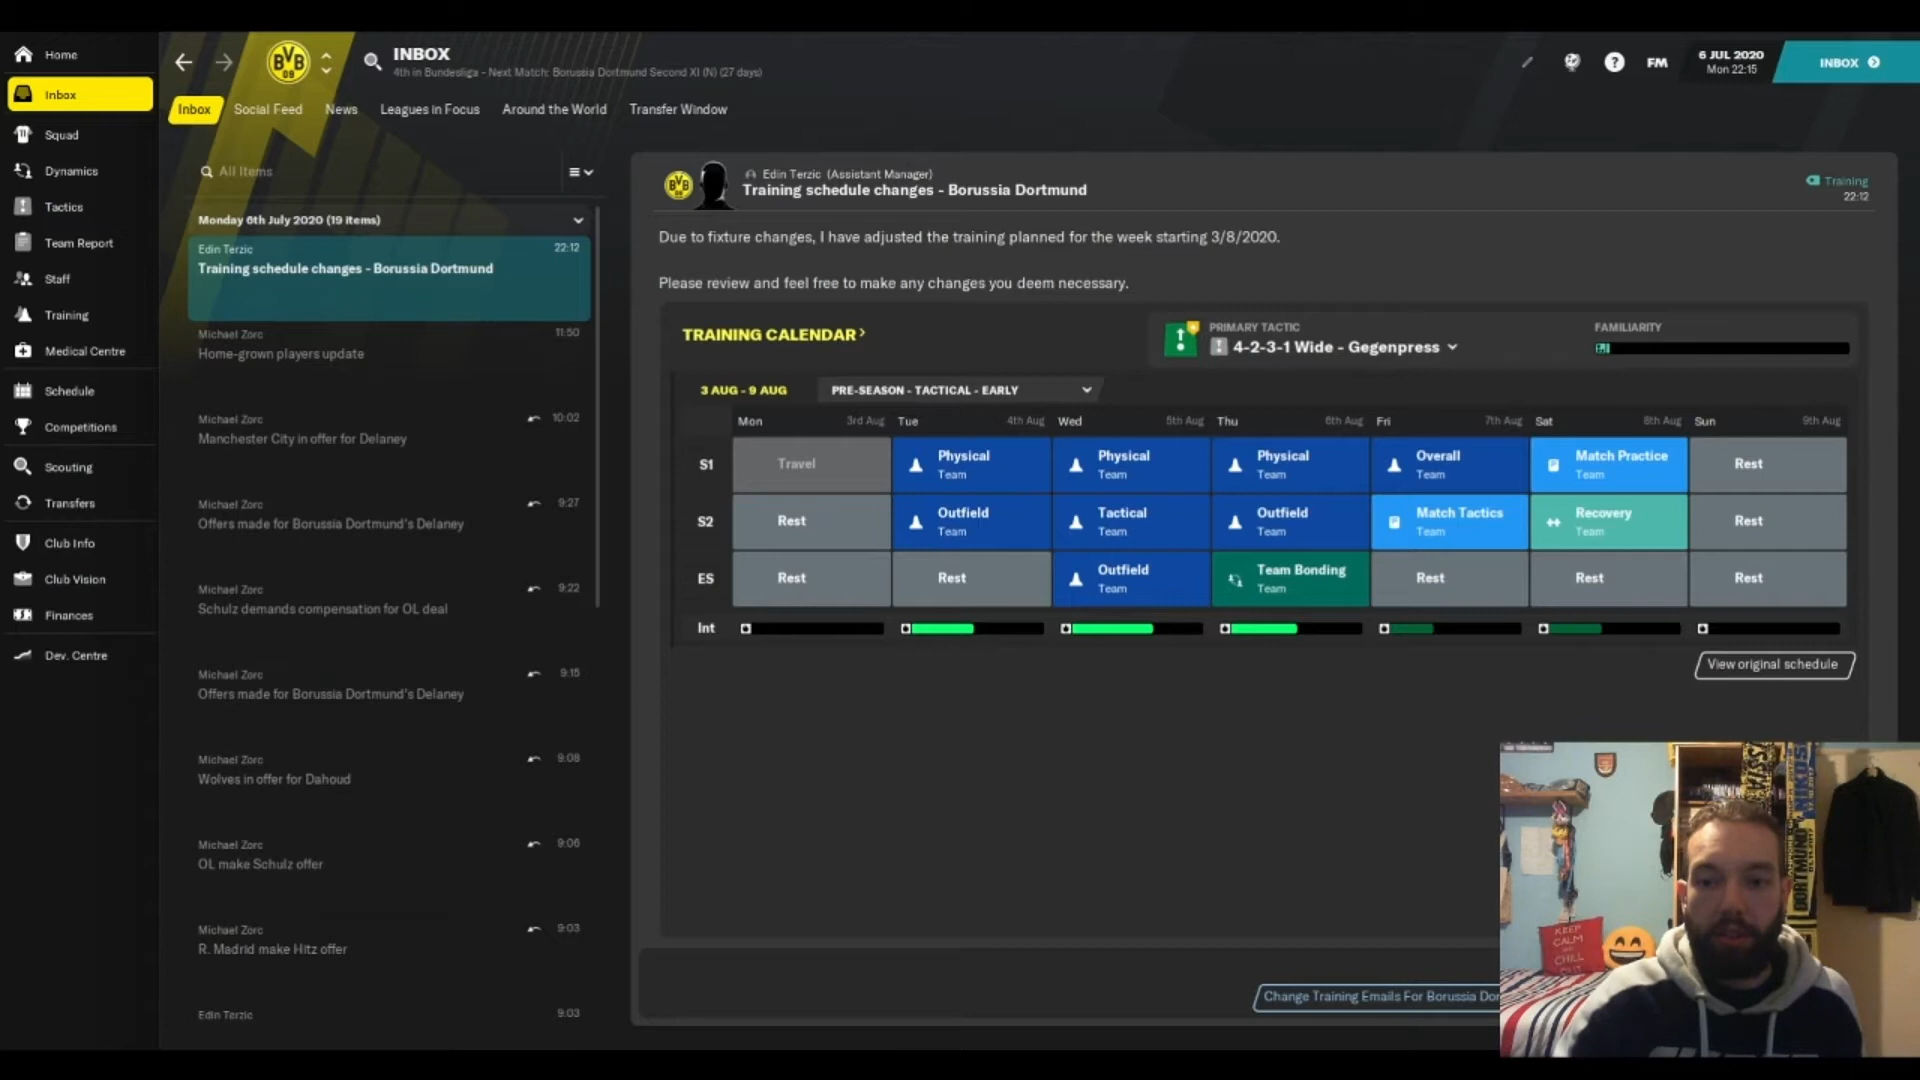 Home
Inbox
Squad
Dynamics
Tactics
Team Report
Staff
Training
Medical Centre
Schedule
Competitions
Scouting
Transfers
Club Info
Club Vision
Finances
Dev. Centre
BVB 09
INBOX
4th in Bundesliga - Next Match: Borussia Dortmund Second XI (N) (27 days)
? FM
6 JUL 2020
Mon 22:15
INBOX
Inbox Social Feed News Leagues in Focus Around the World Transfer Window
All Items
Monday 6th July 2020 (19 items)
Edin Terzic 22:12
Training schedule changes - Borussia Dortmund
Michael Zorc 11:50
Home-grown players update
Michael Zorc 10:02
Manchester City in offer for Delaney
Michael Zorc 9:27
Offers made for Borussia Dortmund's Delaney
Michael Zorc 9:22
Schulz demands compensation for OL deal
Michael Zorc 9:15
Offers made for Borussia Dortmund's Delaney
Michael Zorc 9:08
Wolves in offer for Dahoud
Michael Zorc 9:06
OL make Schulz offer
Michael Zorc 9:03
R. Madrid make Hitz offer
Edin Terzic 9:03
BVB
Edin Terzic (Assistant Manager)
Training schedule changes - Borussia Dortmund
Training
22:12
Due to fixture changes, I have adjusted the training planned for the week starting 3/8/2020.
Please review and feel free to make any changes you deem necessary.
TRAINING CALENDAR >
PRIMARY TACTIC
4-2-3-1 Wide - Gegenpress
FAMILIARITY
3 AUG - 9 AUG PRE-SEASON - TACTICAL - EARLY
Mon 3rd Aug Tue 4th Aug Wed 5th Aug Thu 6th Aug Fri 7th Aug Sat 8th Aug Sun 9th Aug
S1 Travel Physical Physical Physical Overall Match Practice Rest
Team Team Team Team Team
S2 Rest Outfield Tactical Outfield Match Tactics Recovery Rest
Team Team Team Team Team
ES Rest Rest Outfield Team Bonding Rest Rest Rest
Team Team
Int
View original schedule
Change Training Emails For Borussia Dor
KEEP
CALM
AND
CHILL
DORTMUND